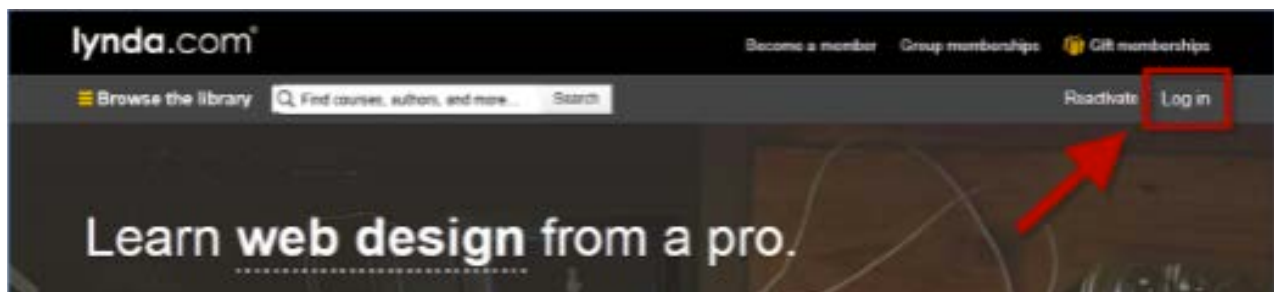 lynda.com®
Become a member Group memberships Gift memberships
Browse the library Find courses, authors, and more... Search Reactivate Log in
Learn web design from a pro.